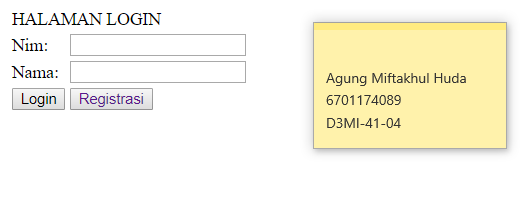 HALAMAN LOGIN
Nim:
Nama:
Login Registrasi
Agung Miftakhul Huda
6701174089
D3MI-41-04